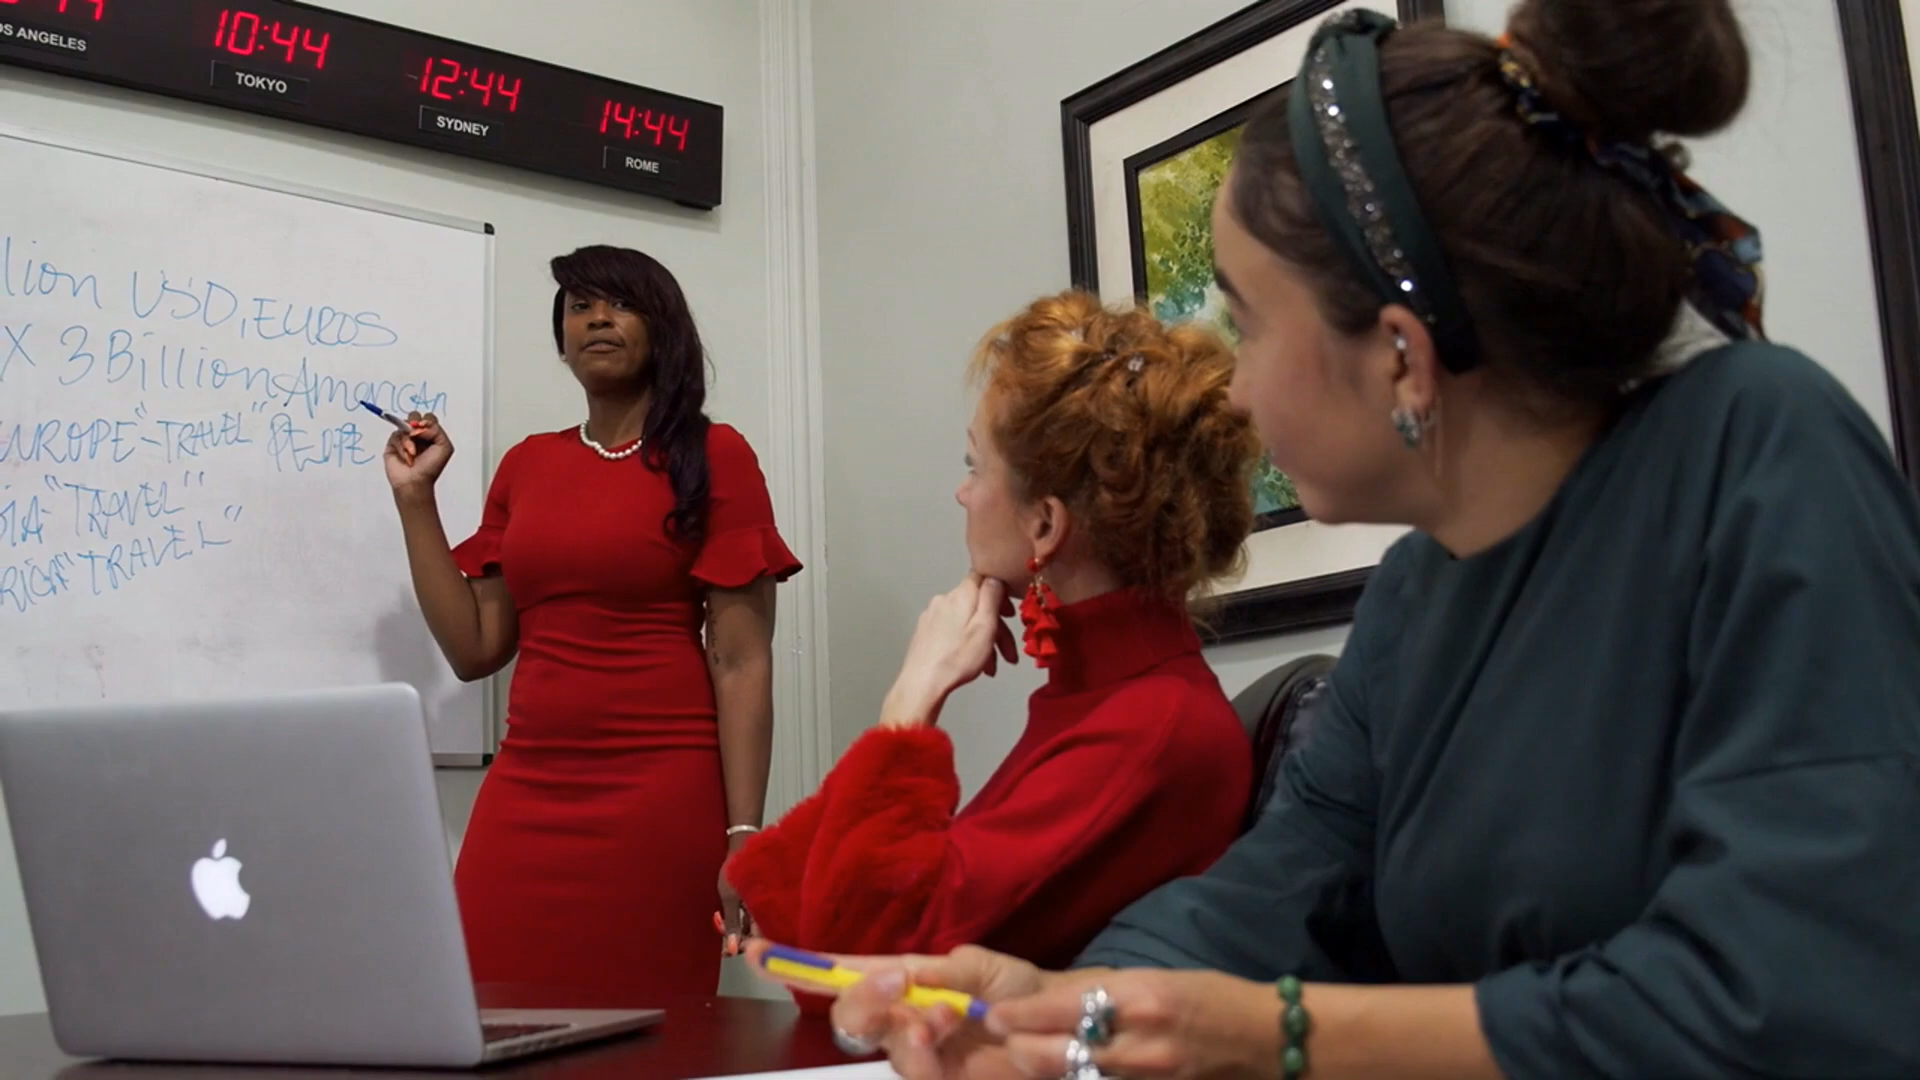 OS ANGELES
10:44
TOKYO
12:44
SYDNEY
14:44
ROME
llion USD, EUROS
X 3 Billion American
EUROPE-"TRAVEL" PEOPLE
"TRAVEL"
"TRAVEL"